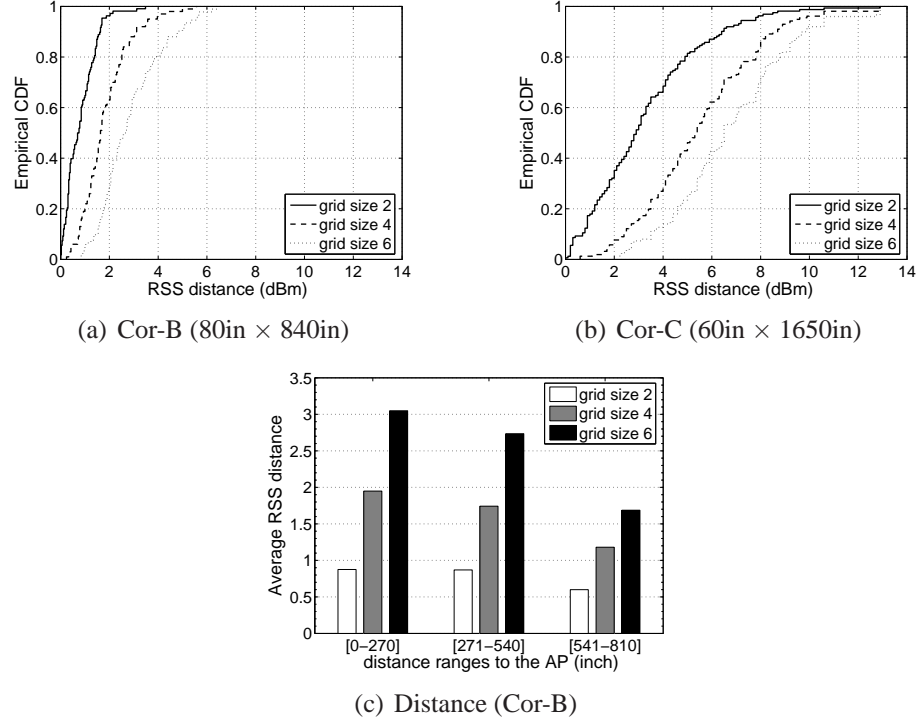 1
0.8
0.6
0.4
0.2
0
Empirical CDF
grid size 2
grid size 4
grid size 6
0 2 4 6 8 10 12 14
RSS distance (dBm)
(a) Cor-B (80in × 840in)
1
0.8
0.6
0.4
0.2
0
Empirical CDF
grid size 2
grid size 4
grid size 6
0 2 4 6 8 10 12 14
RSS distance (dBm)
(b) Cor-C (60in × 1650in)
3.5
3
2.5
2
1.5
1
0.5
0
Average RSS distance
grid size 2
grid size 4
grid size 6
[0−270] [271−540] [541−810]
distance ranges to the AP (inch)
(c) Distance (Cor-B)